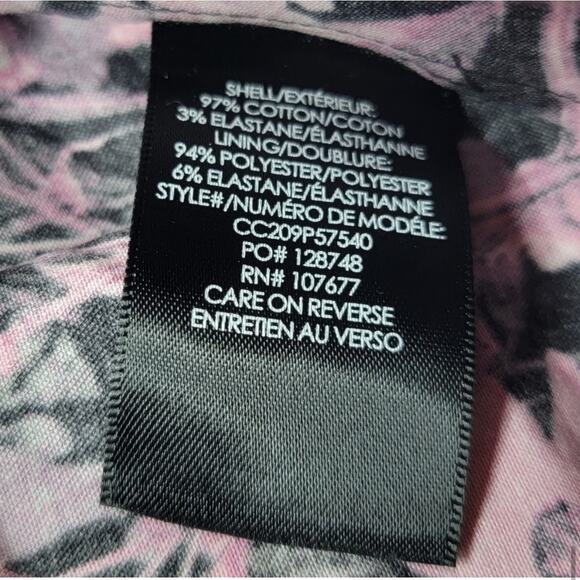 SHELL/EXTÉRIEUR:
97% COTTON/COTON
3% ELASTANE/ÉLASTHANNE
LINING/DOUBLURE:
94% POLYESTER/POLYESTER
6% ELASTANE/ÉLASTHANNE
STYLE#/NUMÉRO DE MODÉLE:
CC209P57540
PO# 128748
RN# 107677
CARE ON REVERSE
ENTRETIEN AU VERSO